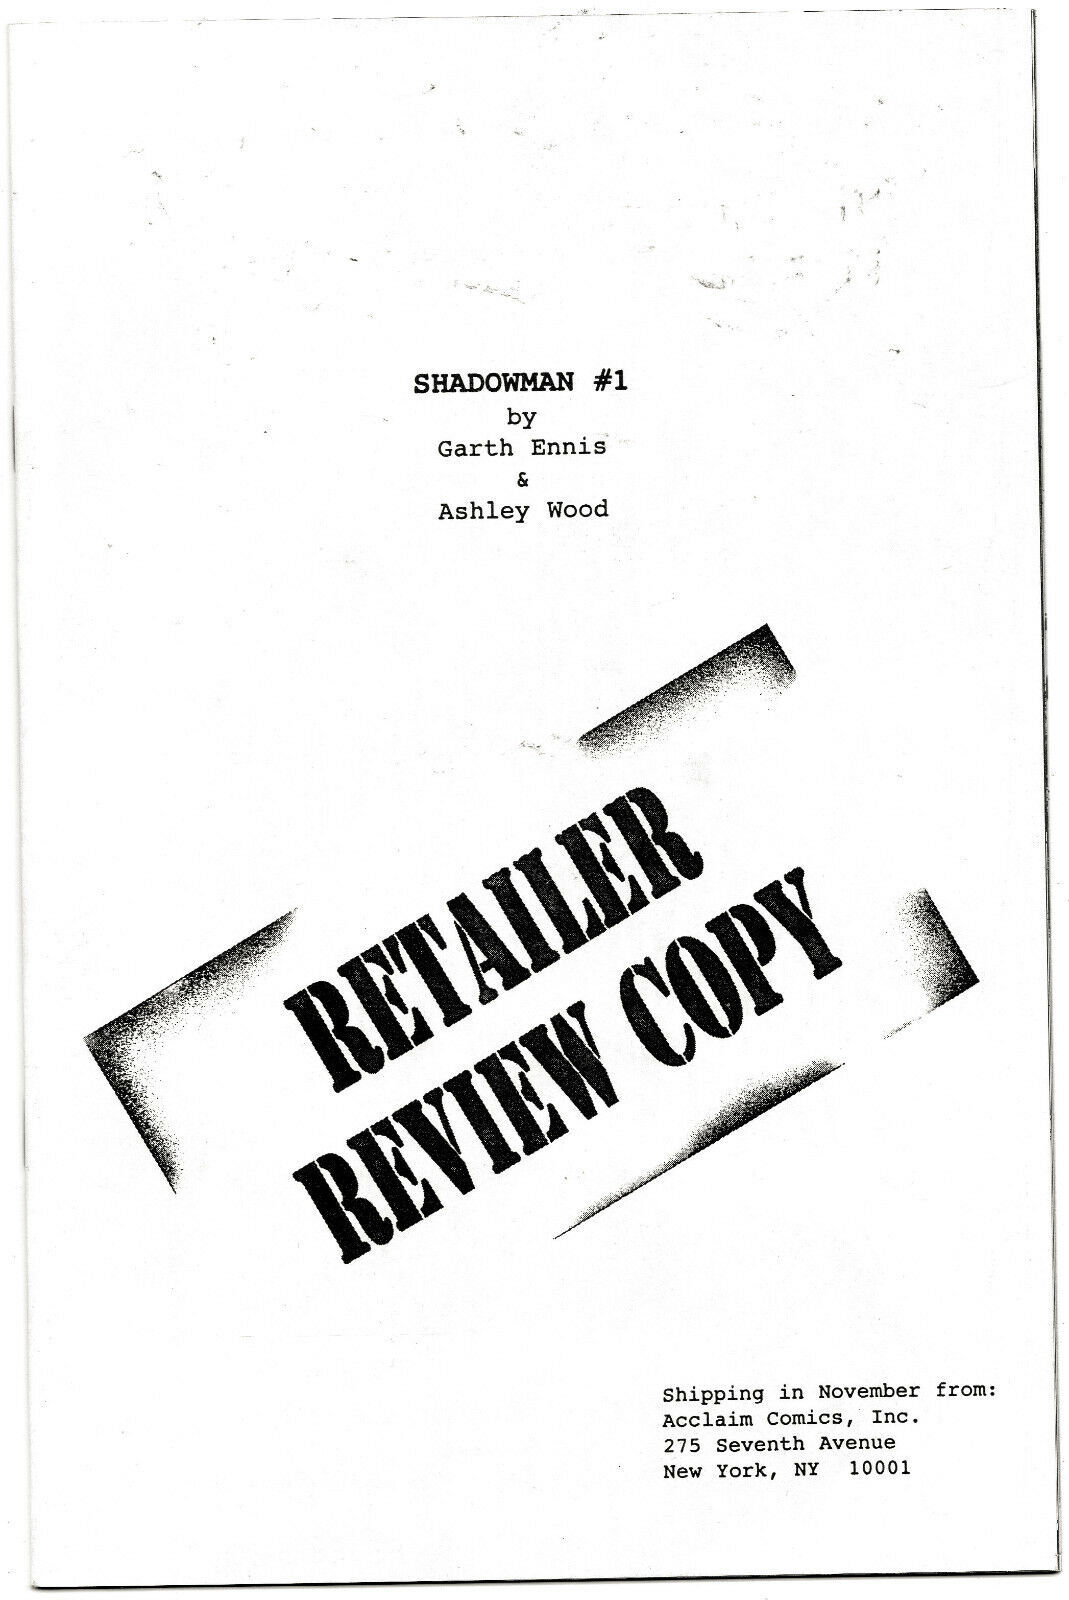 SHADOWMAN #1
by
Garth Ennis
&
Ashley Wood
RETAILER
REVIEW COPY
Shipping in November from:
Acclaim Comics, Inc.
275 Seventh Avenue
New York, NY  10001